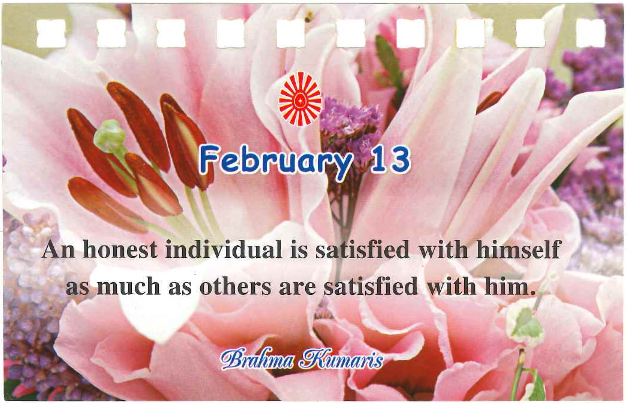 February 13
An honest individual is satisfied with himself
as much as others are satisfied with him.
Brahma Kumaris